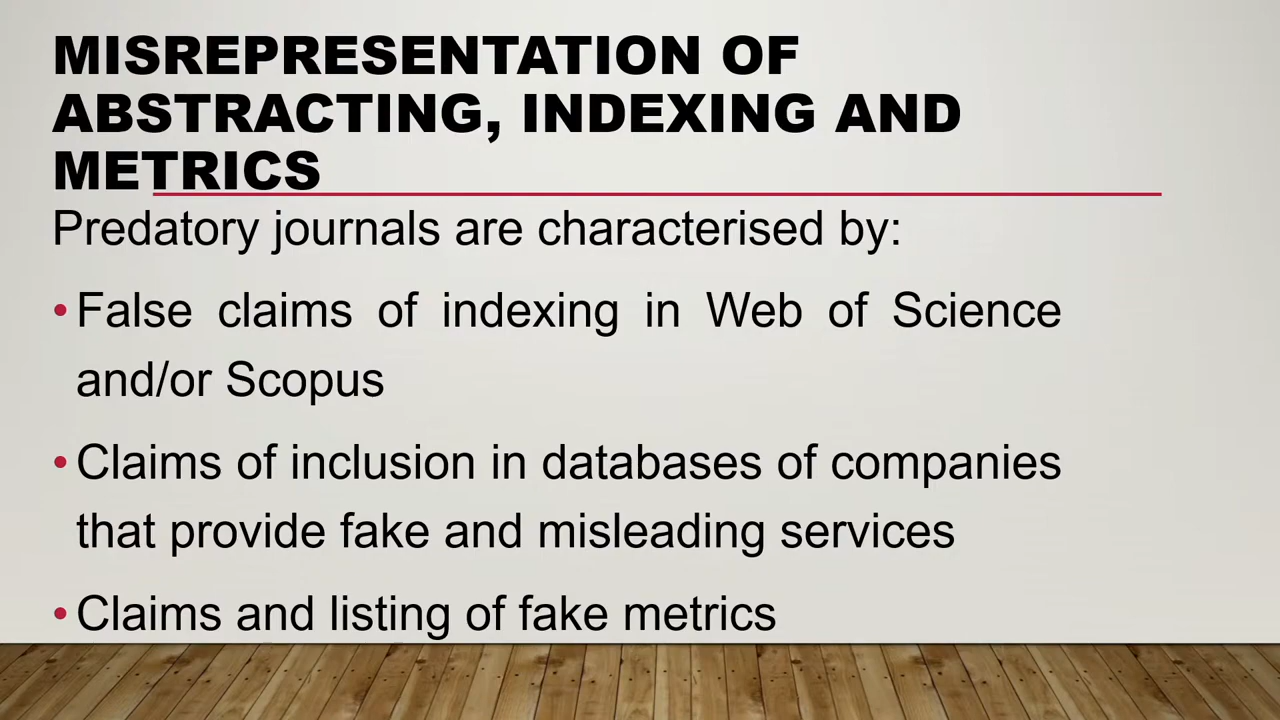 MISREPRESENTATION OF
ABSTRACTING, INDEXING AND
METRICS
Predatory journals are characterised by:
• False claims of indexing in Web of Science
and/or Scopus
• Claims of inclusion in databases of companies
that provide fake and misleading services
• Claims and listing of fake metrics